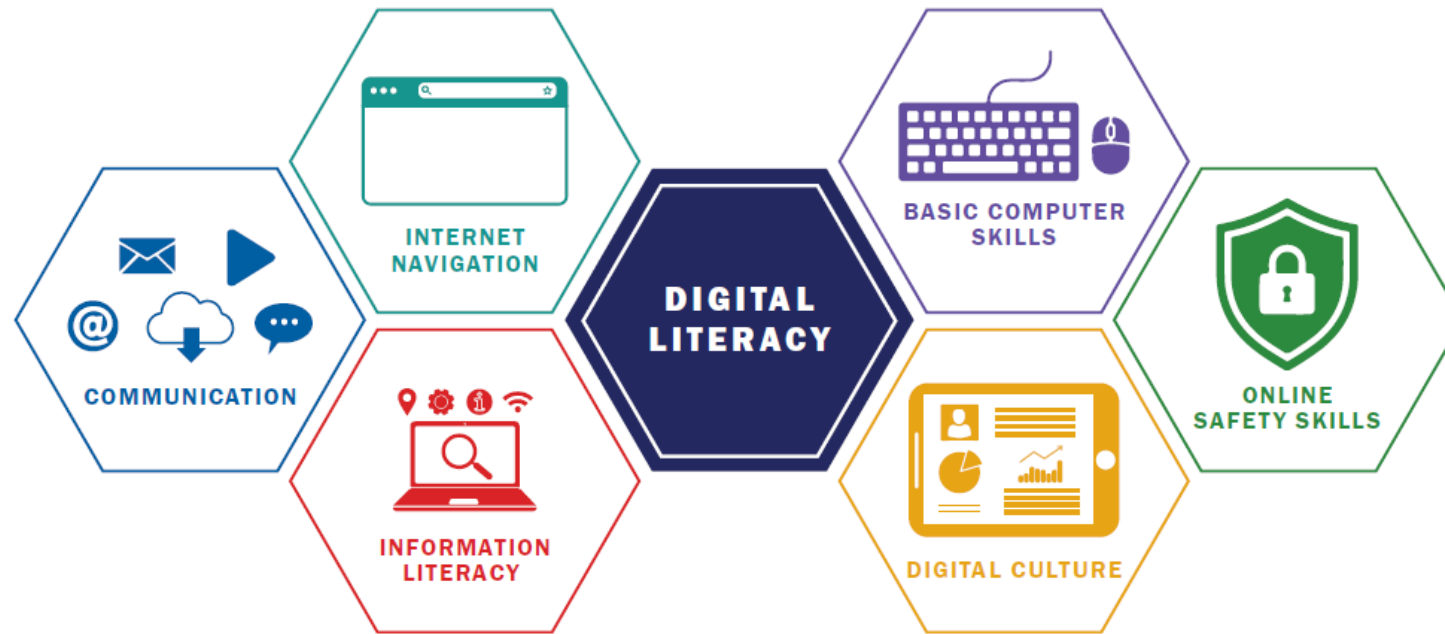 INTERNET
NAVIGATION
BASIC COMPUTER
SKILLS
COMMUNICATION
@
DIGITAL
LITERACY
ONLINE
SAFETY SKILLS
i
INFORMATION
LITERACY
DIGITAL CULTURE